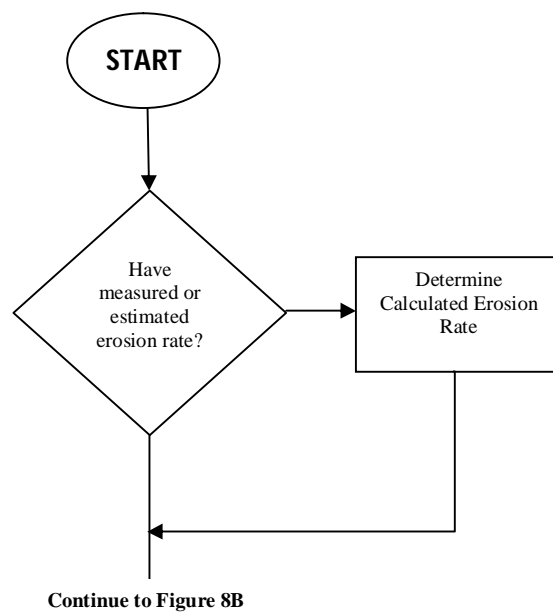 START
Have
measured or
estimated
erosion rate?
Determine
Calculated Erosion
Rate
Continue to Figure 8B